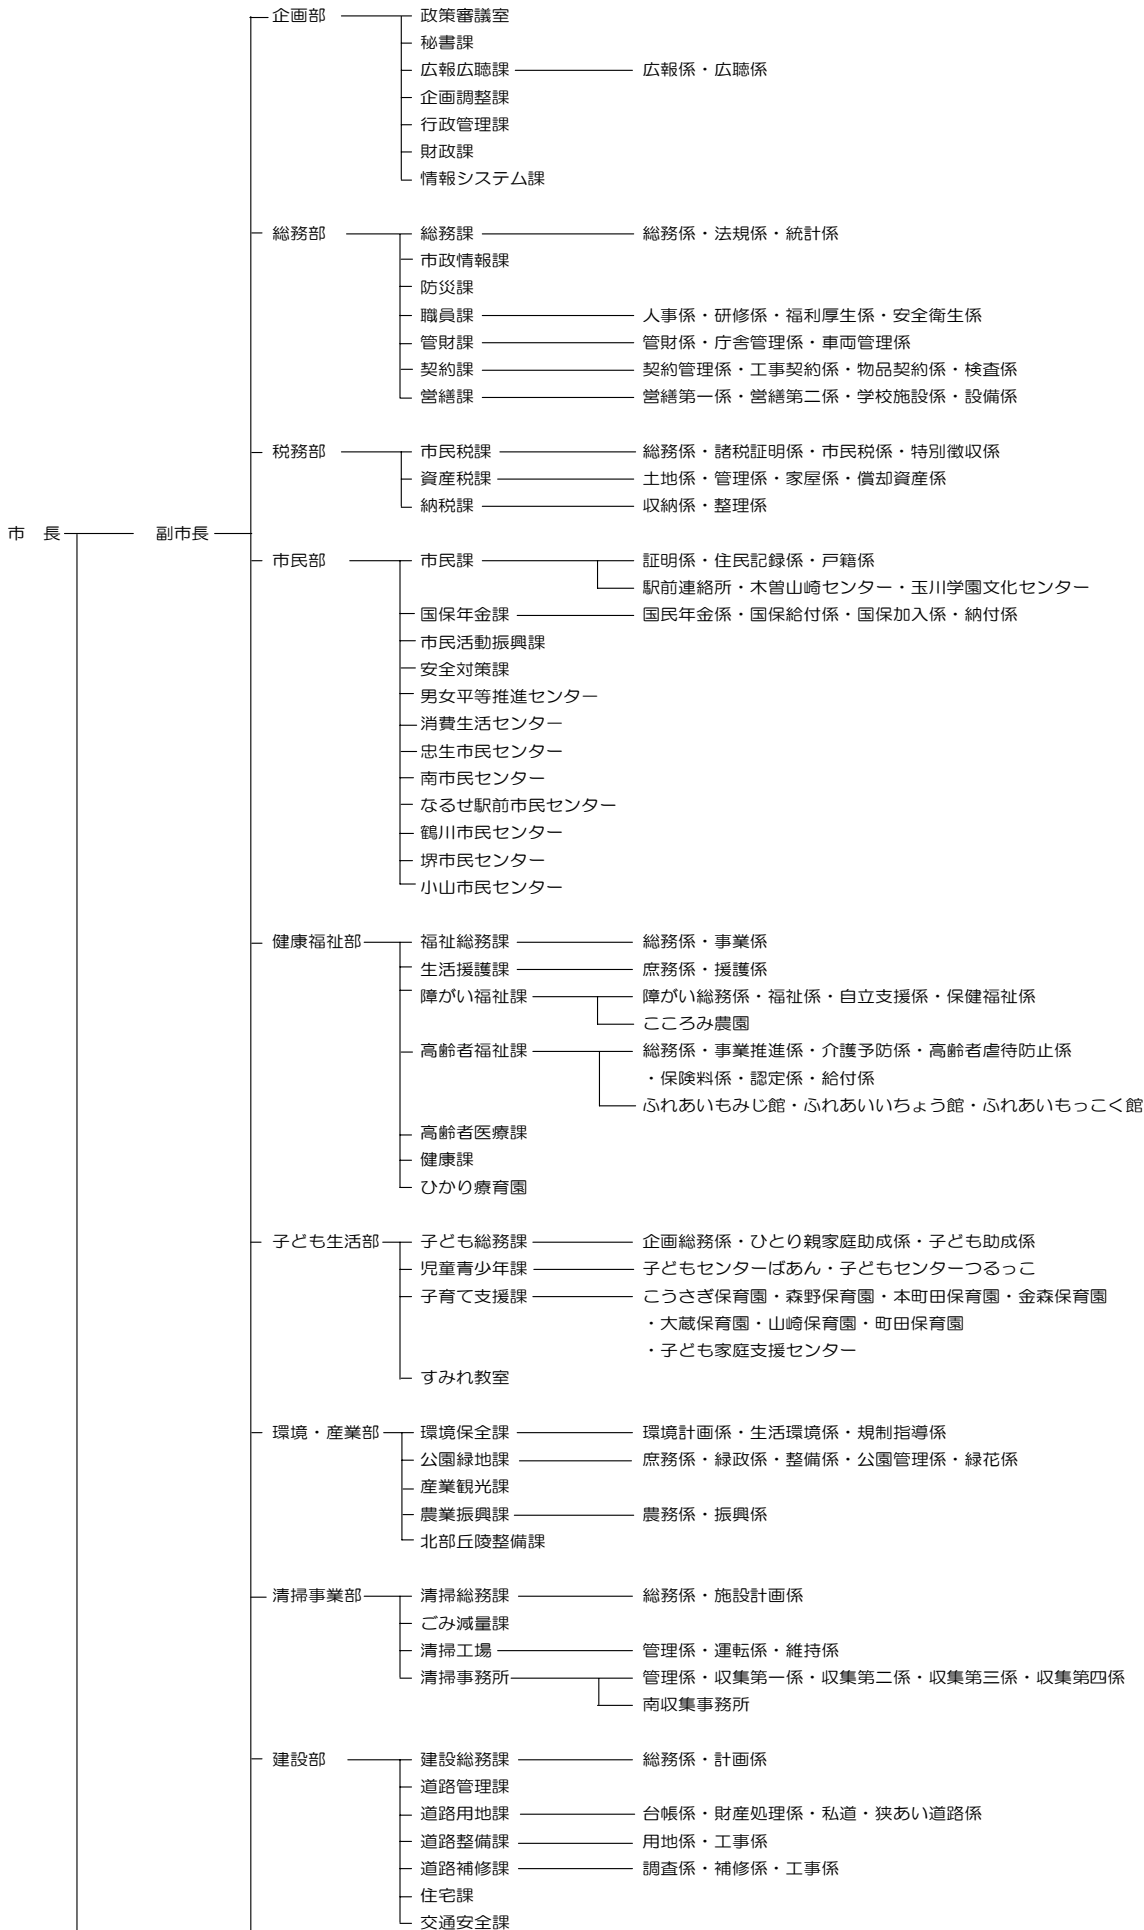 企画部 政策審議室
秘書課
広報広聴課 広報係・広聴係
企画調整課
行政管理課
財政課
情報システム課
総務部 総務課 総務係・法規係・統計係
市政情報課
防災課
職員課 人事係・研修係・福利厚生係・安全衛生係
管財課 管財係・庁舎管理係・車両管理係
契約課 契約管理係・工事契約係・物品契約係・検査係
営繕課 営繕第一係・営繕第二係・学校施設係・設備係
税務部 市民税課 総務係・諸税証明係・市民税係・特別徴収係
資産税課 土地係・管理係・家屋係・償却資産係
納税課 収納係・整理係
市 長 副市長
市民部 市民課 証明係・住民記録係・戸籍係
駅前連絡所・木曽山崎センター・玉川学園文化センター
国保年金課 国民年金係・国保給付係・国保加入係・納付係
市民活動振興課
安全対策課
男女平等推進センター
消費生活センター
忠生市民センター
南市民センター
なるせ駅前市民センター
鶴川市民センター
堺市民センター
小山市民センター
健康福祉部 福祉総務課 総務係・事業係
生活援護課 庶務係・援護係
障がい福祉課 障がい総務係・福祉係・自立支援係・保健福祉係
こころみ農園
高齢者福祉課 総務係・事業推進係・介護予防係・高齢者虐待防止係
・保険料係・認定係・給付係
ふれあいもみじ館・ふれあいいちょう館・ふれあいもっこく館
高齢者医療課
健康課
ひかり療育園
子ども生活部 子ども総務課 企画総務係・ひとり親家庭助成係・子ども助成係
児童青少年課 子どもセンターばあん・子どもセンターつるっこ
子育て支援課 こうさぎ保育園・森野保育園・本町田保育園・金森保育園
・大蔵保育園・山崎保育園・町田保育園
・子ども家庭支援センター
すみれ教室
環境・産業部 環境保全課 環境計画係・生活環境係・規制指導係
公園緑地課 庶務係・緑政係・整備係・公園管理係・緑花係
産業観光課
農業振興課 農務係・振興係
北部丘陵整備課
清掃事業部 清掃総務課 総務係・施設計画係
ごみ減量課
清掃工場 管理係・運転係・維持係
清掃事務所 管理係・収集第一係・収集第二係・収集第三係・収集第四係
南収集事務所
建設部 建設総務課 総務係・計画係
道路管理課
道路用地課 台帳係・財産処理係・私道・狭あい道路係
道路整備課 用地係・工事係
道路補修課 調査係・補修係・工事係
住宅課
交通安全課